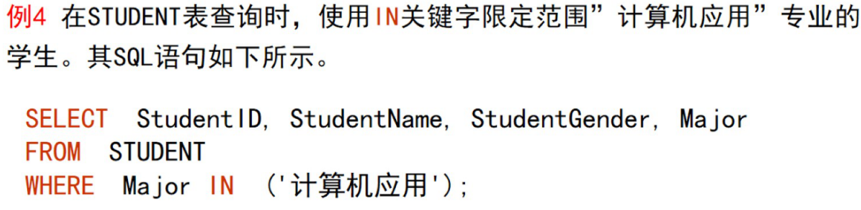 例4 在STUDENT表查询时，使用IN关键字限定范围”计算机应用”专业的
学生。其SQL语句如下所示。
SELECT StudentID, StudentName, StudentGender, Major
FROM STUDENT
WHERE Major IN ('计算机应用');